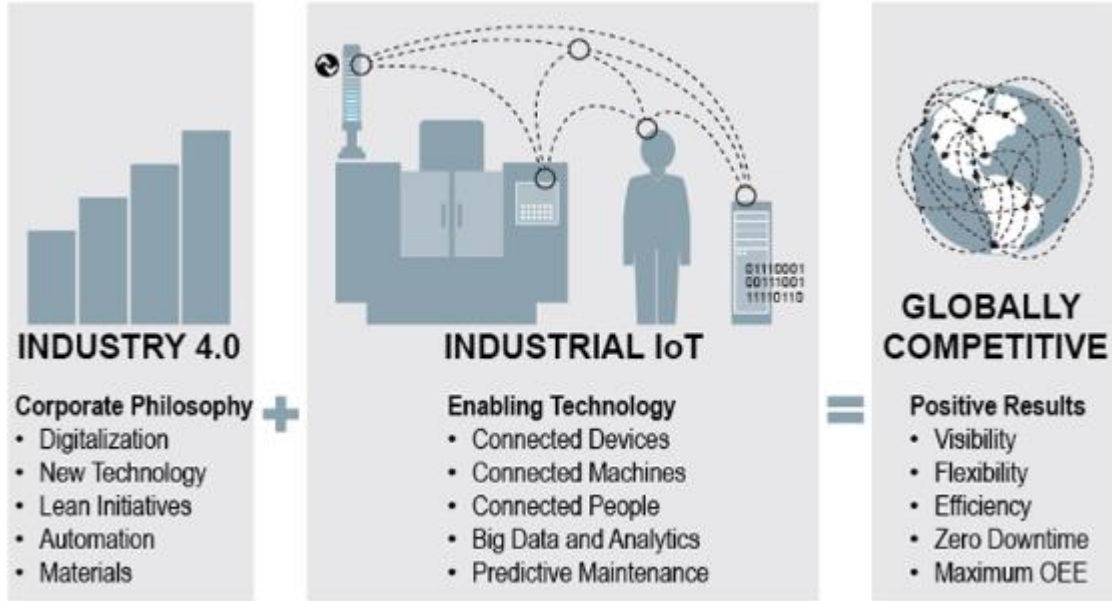 01110001
00111001
11110110
INDUSTRY 4.0
Corporate Philosophy
• Digitalization
• New Technology
• Lean Initiatives
• Automation
• Materials
+
INDUSTRIAL IoT
Enabling Technology
• Connected Devices
• Connected Machines
• Connected People
• Big Data and Analytics
• Predictive Maintenance
=
GLOBALLY
COMPETITIVE
Positive Results
• Visibility
• Flexibility
• Efficiency
• Zero Downtime
• Maximum OEE